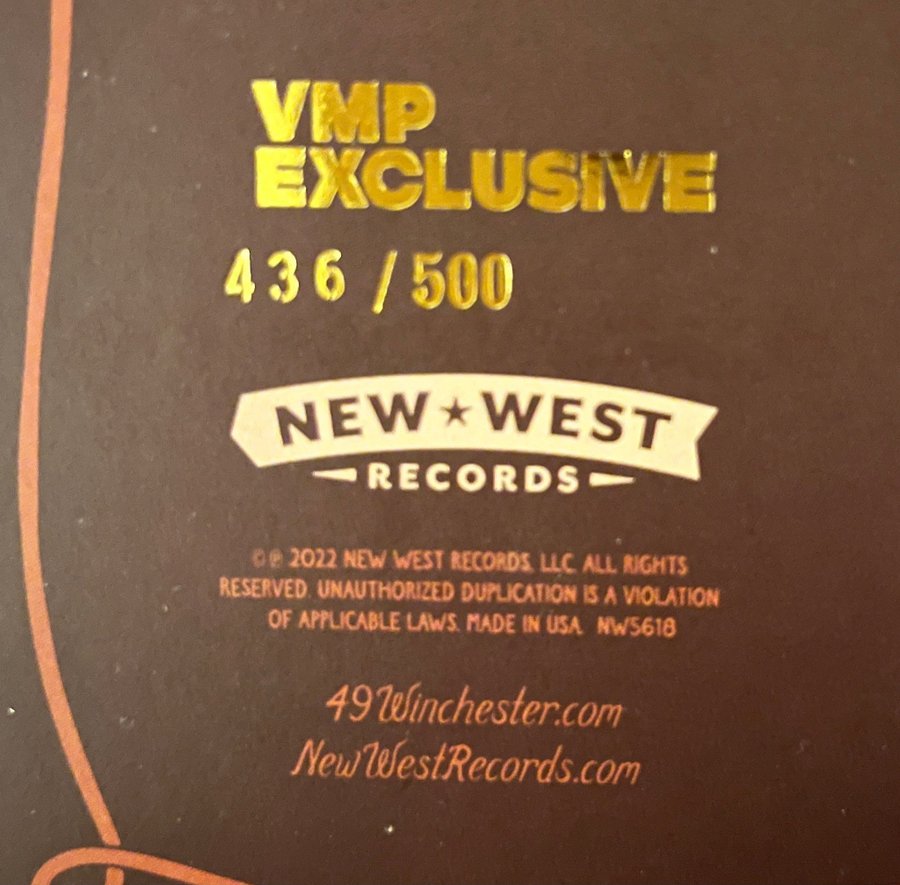 VMP
EXCLUSIVE
436 / 500
NEW★WEST
RECORDS
©℗ 2022 NEW WEST RECORDS, LLC. ALL RIGHTS
RESERVED. UNAUTHORIZED DUPLICATION IS A VIOLATION
OF APPLICABLE LAWS. MADE IN USA. NW5618
49Winchester.com
NewWestRecords.com